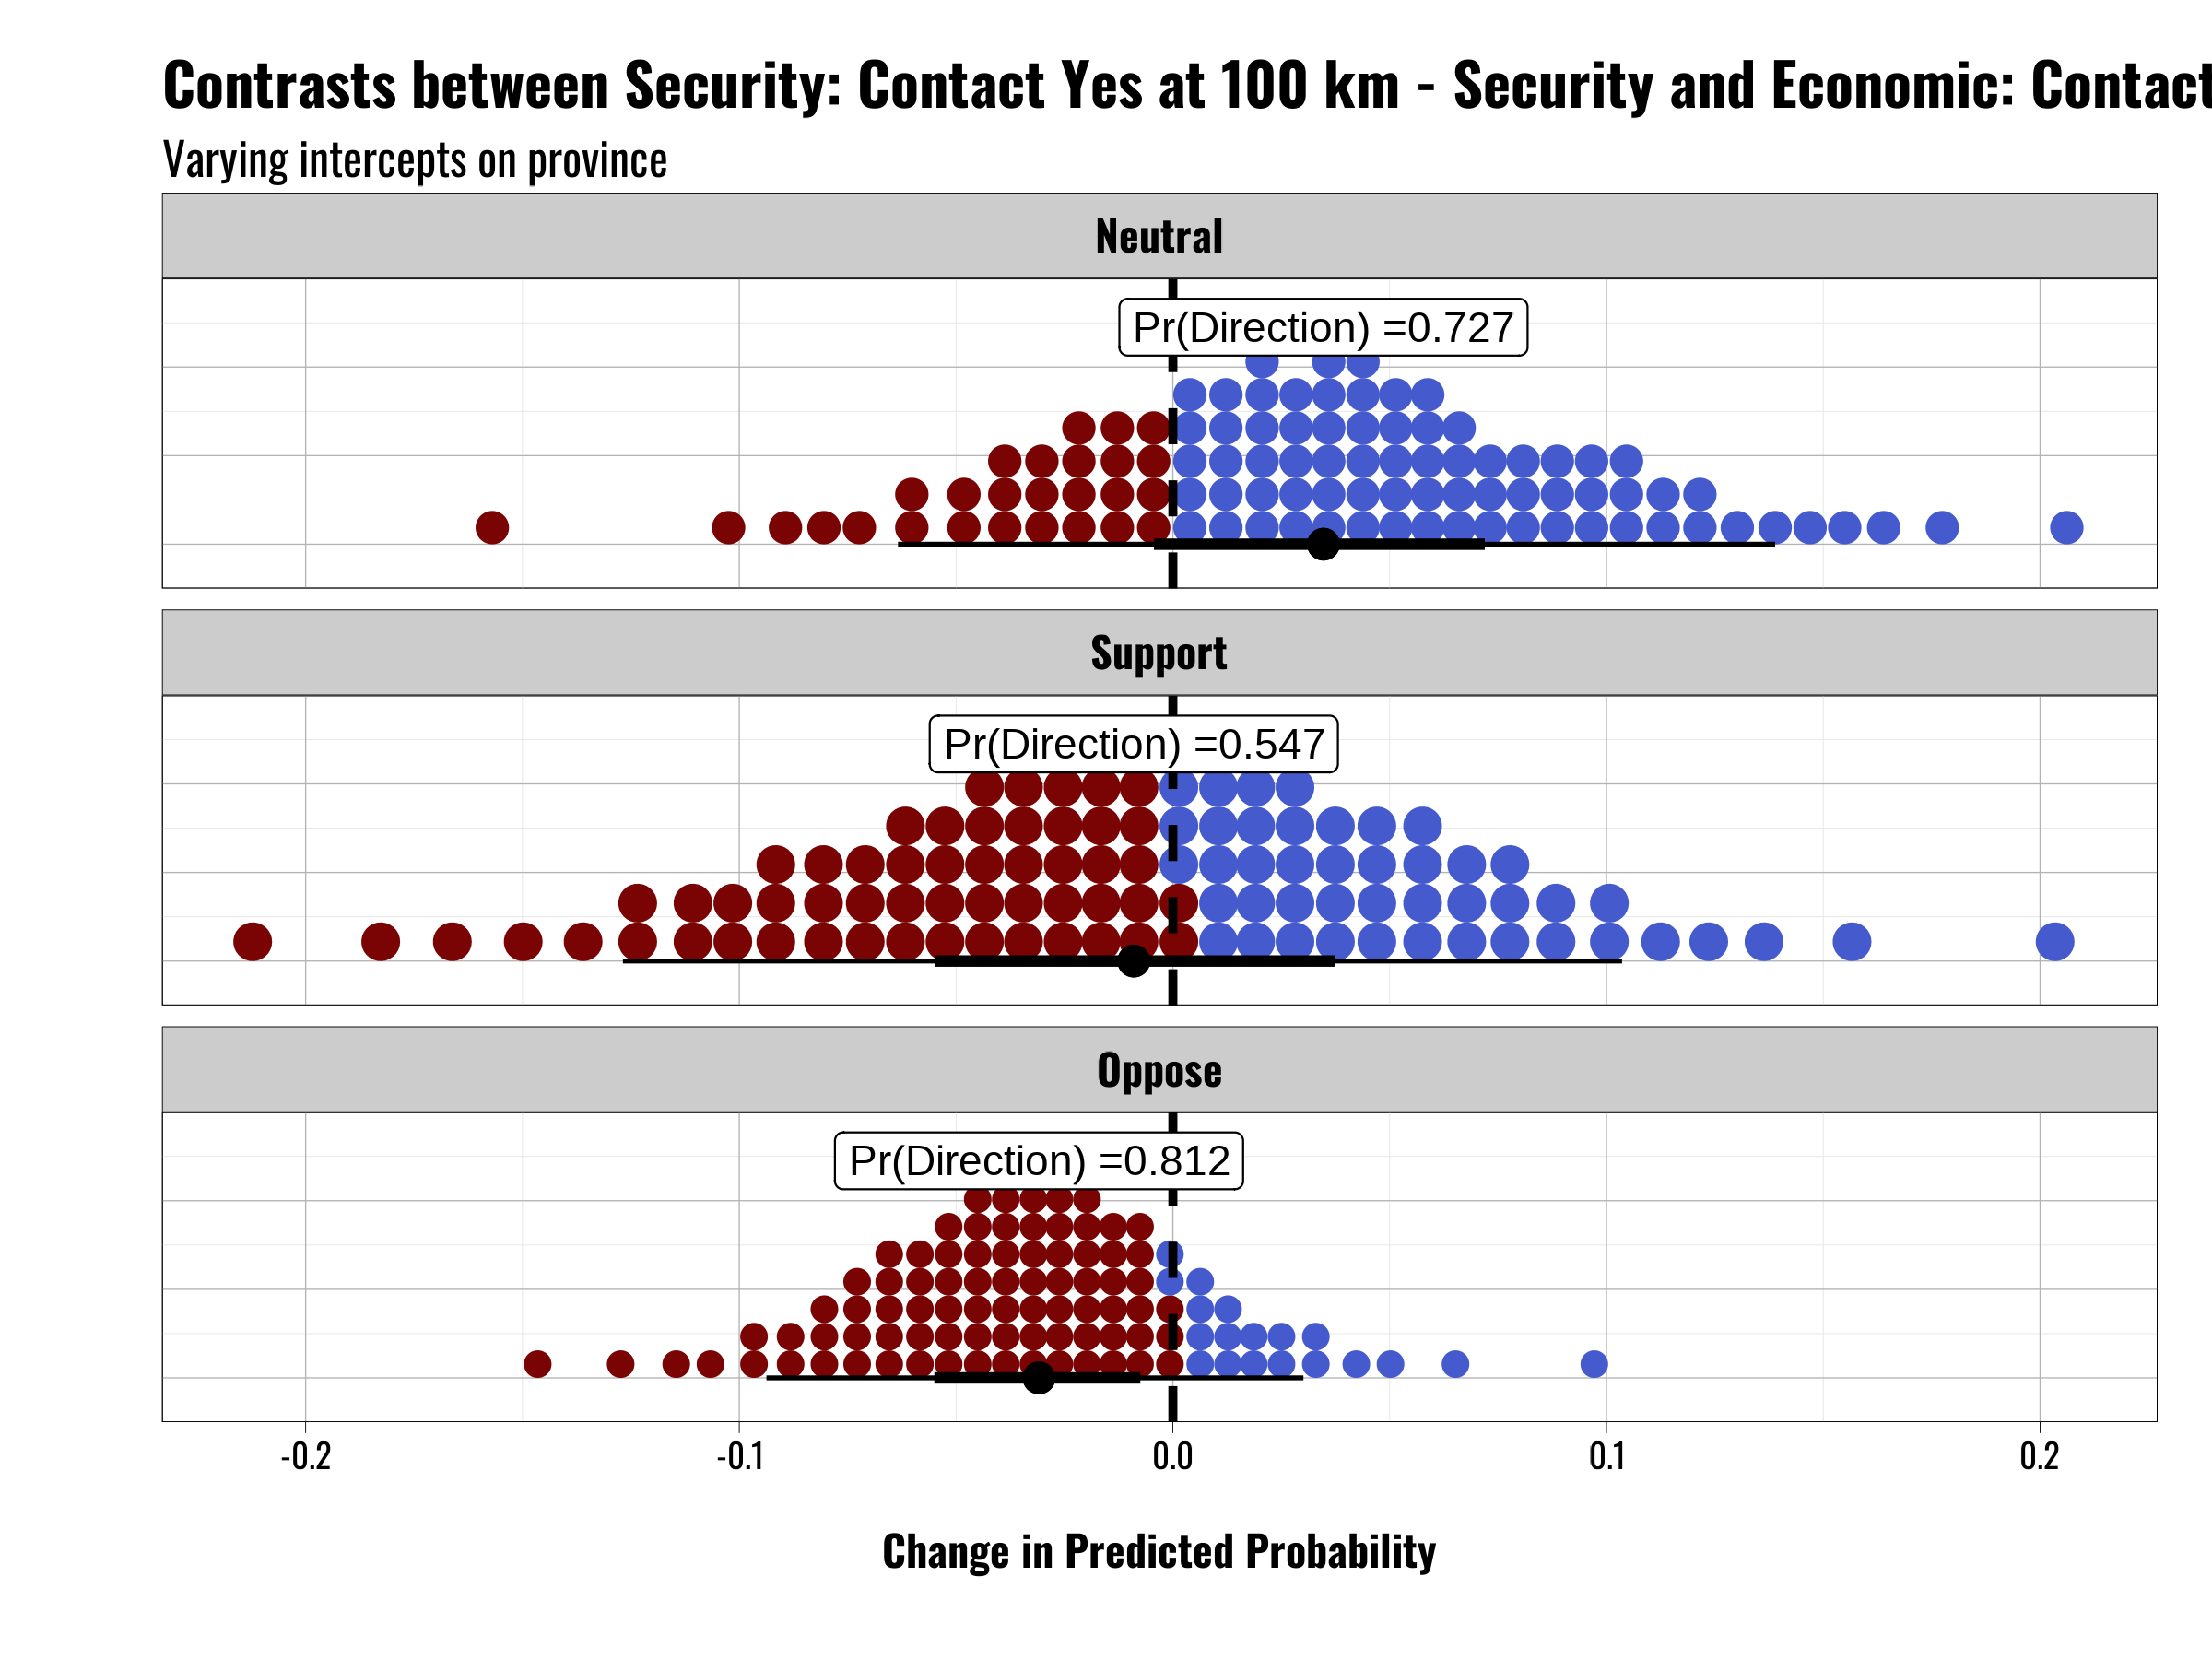 Contrasts between Security: Contact Yes at 100 km - Security and Economic: Contact
Varying intercepts on province
Neutral
Pr(Direction) =0.727
Support
Pr(Direction) =0.547
Oppose
Pr(Direction) =0.812
-0.2 -0.1 0.0 0.1 0.2
Change in Predicted Probability